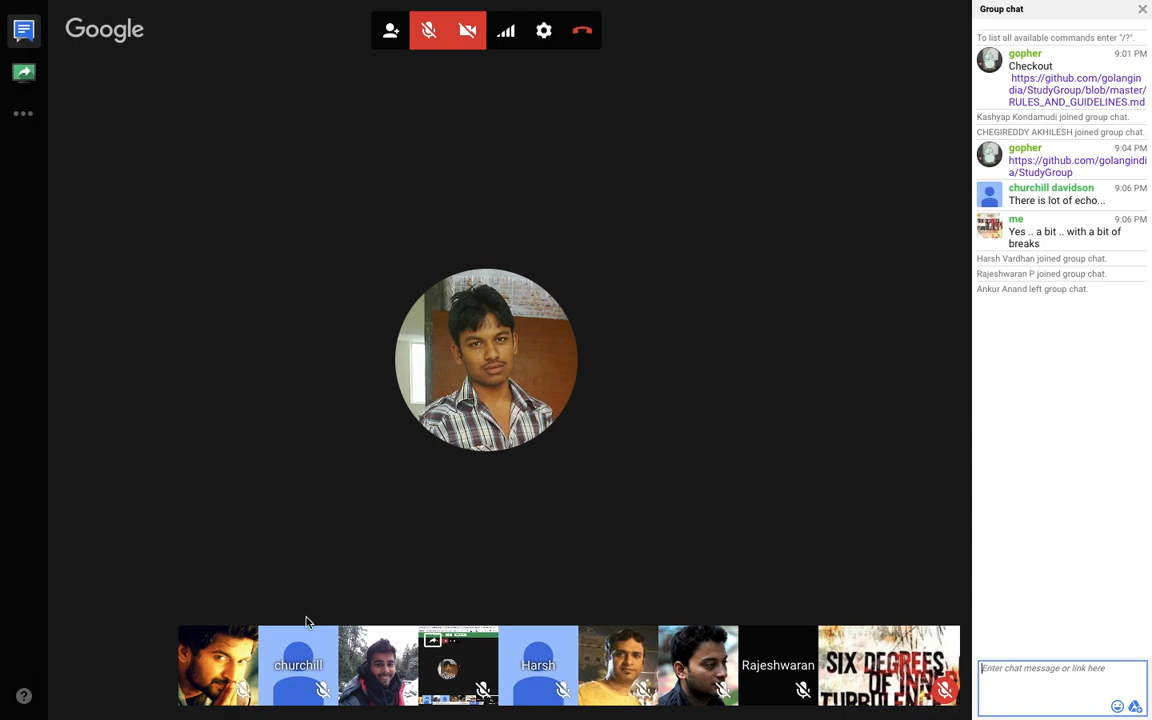 Google
Group chat
To list all available commands enter "/?".
gopher 9:01 PM
Checkout
https://github.com/golangin
dia/StudyGroup/blob/master/
RULES_AND_GUIDELINES.md
Kashyap Kondamudi joined group chat.
CHEGIREDDY AKHILESH joined group chat.
gopher 9:04 PM
https://github.com/golangindi
a/StudyGroup
churchill davidson 9:06 PM
There is lot of echo...
me 9:06 PM
Yes .. a bit .. with a bit of
breaks
Harsh Vardhan joined group chat.
Rajeshwaran P joined group chat.
Ankur Anand left group chat.
churchill
Harsh
Rajeshwaran
SIX DEGREES
OF INNER
TURBULENCE
Enter chat message or link here